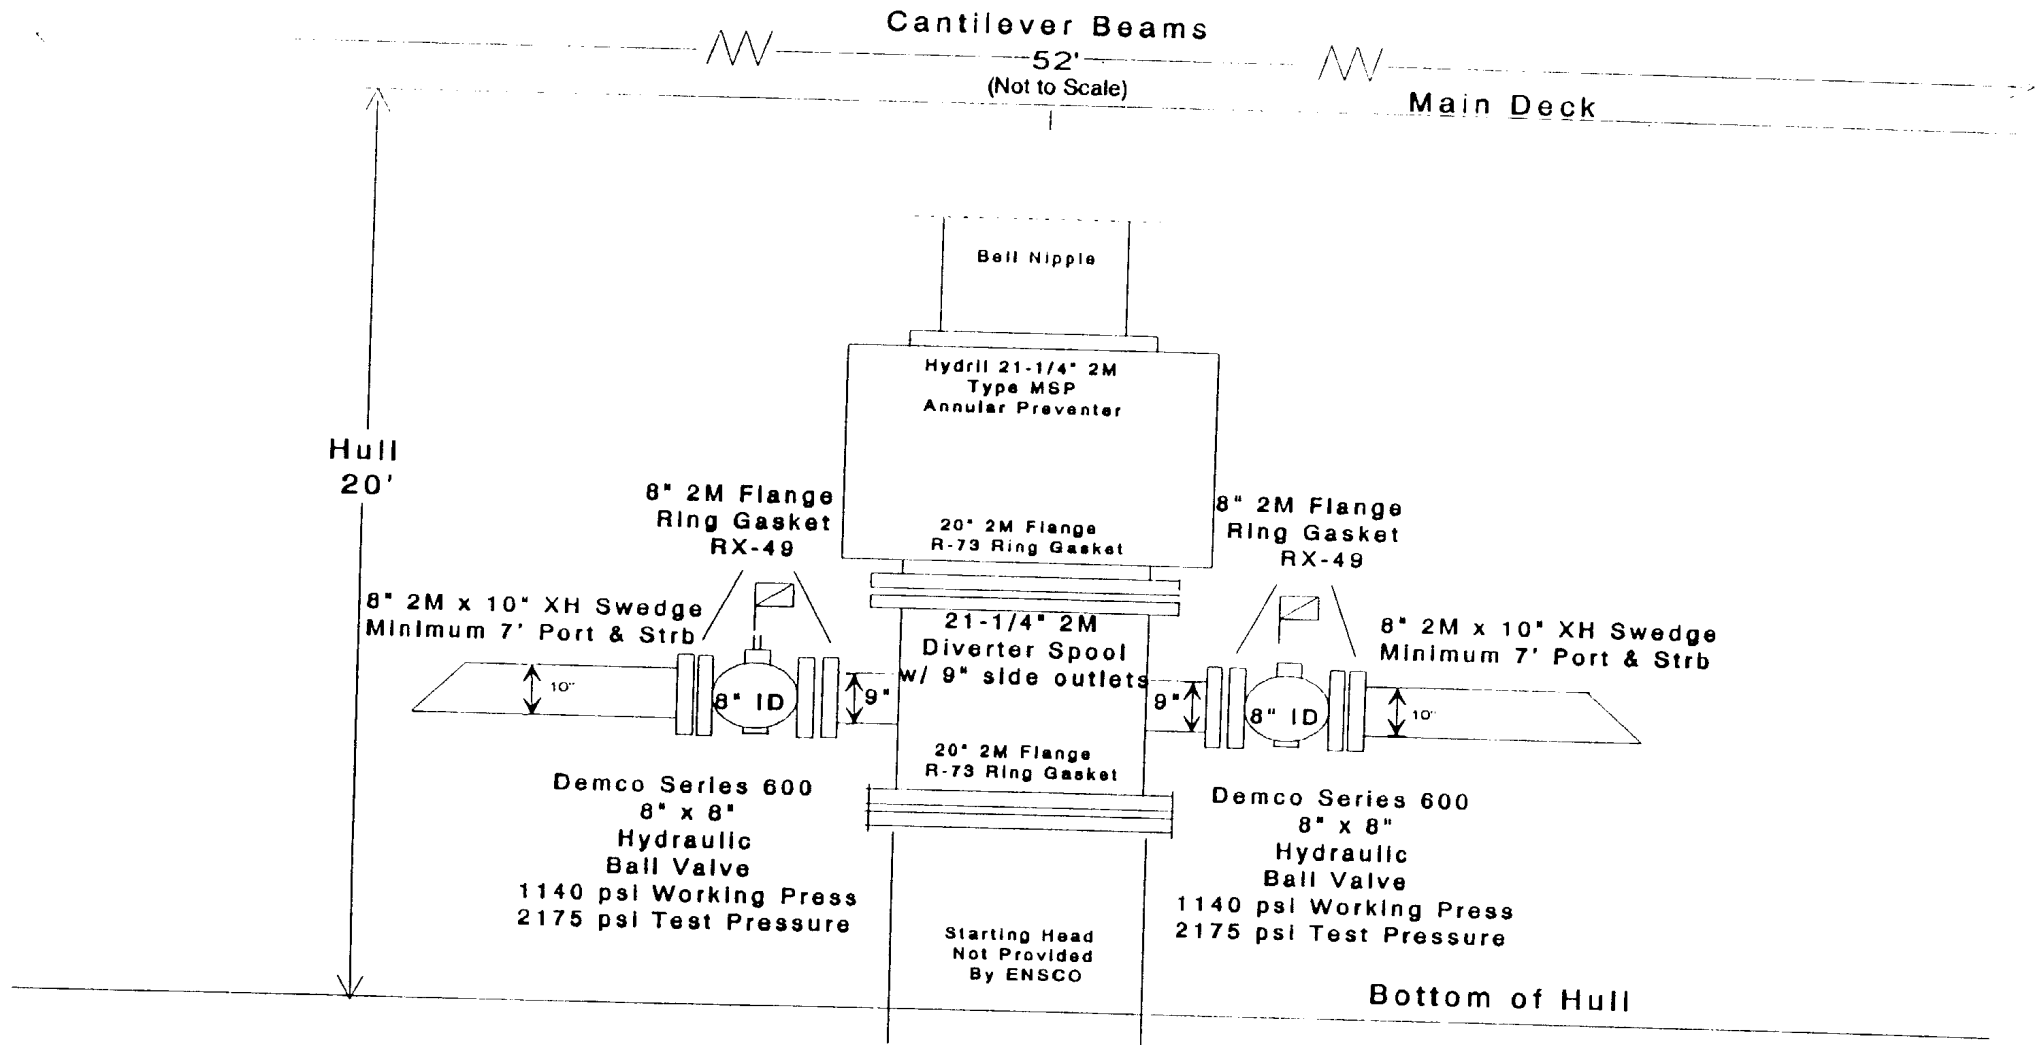 Cantilever Beams
52'
(Not to Scale)
Main Deck
Bell Nipple
Hydril 21-1/4" 2M
Type MSP
Annular Preventer
Hull
20'
8" 2M Flange
Ring Gasket
RX-49
20" 2M Flange
R-73 Ring Gasket
8" 2M Flange
Ring Gasket
RX-49
8" 2M x 10" XH Swedge
Minimum 7' Port & Strb
21-1/4" 2M
Diverter Spool
w/ 9" side outlets
8" 2M x 10" XH Swedge
Minimum 7' Port & Strb
10"
8" ID
9"
9"
8" ID
10"
20" 2M Flange
R-73 Ring Gasket
Demco Series 600
8" x 8"
Hydraulic
Ball Valve
1140 psi Working Press
2175 psi Test Pressure
Demco Series 600
8" x 8"
Hydraulic
Ball Valve
1140 psi Working Press
2175 psi Test Pressure
Starting Head
Not Provided
By ENSCO
Bottom of Hull